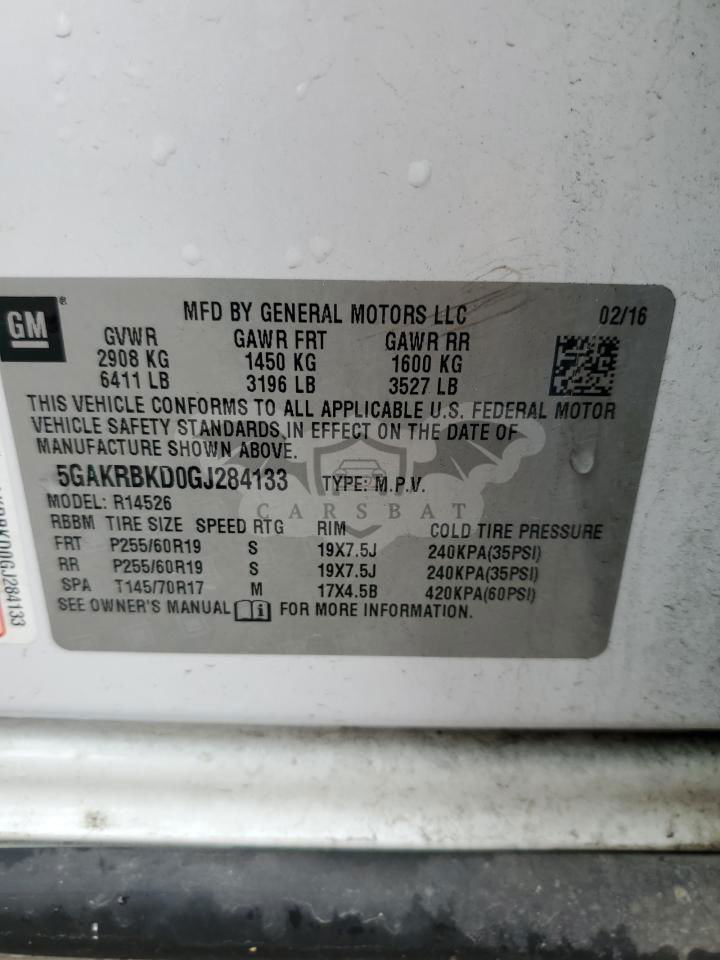 GM ®
MFD BY GENERAL MOTORS LLC 02/16
GVWR GAWR FRT GAWR RR
2908 KG 1450 KG 1600 KG
6411 LB 3196 LB 3527 LB
THIS VEHICLE CONFORMS TO ALL APPLICABLE U.S. FEDERAL MOTOR
VEHICLE SAFETY STANDARDS IN EFFECT ON THE DATE OF
MANUFACTURE SHOWN ABOVE.
5GAKRBKD0GJ284133 TYPE: M.P.V.
MODEL: R14526
CARSBAT
RBBM TIRE SIZE SPEED RTG RIM COLD TIRE PRESSURE
FRT P255/60R19 S 19X7.5J 240KPA(35PSI)
RR P255/60R19 S 19X7.5J 240KPA(35PSI)
SPA T145/70R17 M 17X4.5B 420KPA(60PSI)
SEE OWNER'S MANUAL FOR MORE INFORMATION.